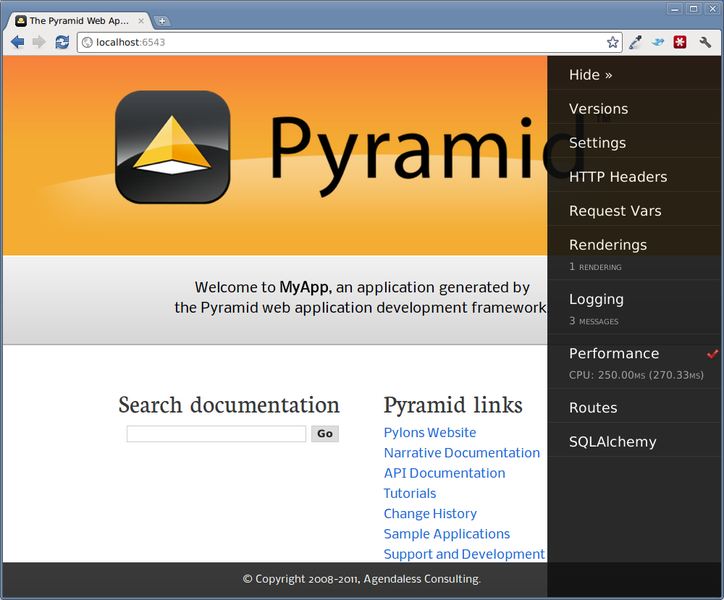 The Pyramid Web Ap...
localhost:6543
Pyramid
Welcome to MyApp, an application generated by
the Pyramid web application development framework
Search documentation
Go
Pyramid links
Pylons Website
Narrative Documentation
API Documentation
Tutorials
Change History
Sample Applications
Support and Development
Hide »
Versions
Settings
HTTP Headers
Request Vars
Renderings
1 RENDERING
Logging
3 MESSAGES
Performance
CPU: 250.00MS (270.33MS)
Routes
SQLAlchemy
© Copyright 2008-2011, Agendaless Consulting.